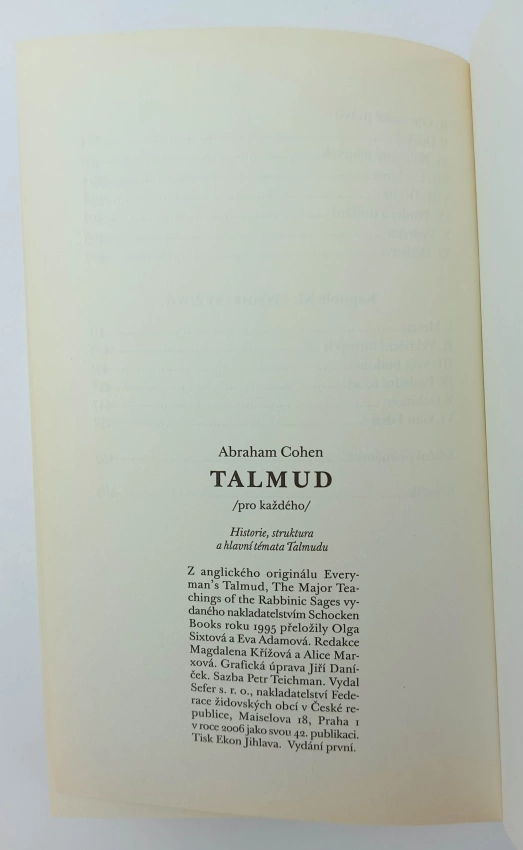 Abraham Cohen
TALMUD
/pro každého/
Historie, struktura
a hlavní témata Talmudu
Z anglického originálu Every-
man's Talmud, The Major Tea-
chings of the Rabbinic Sages vy-
daného nakladatelstvím Schocken
Books roku 1995 přeložily Olga
Sixtová a Eva Adamová. Redakce
Magdalena Křížová a Alice Mar-
xová. Grafická úprava Jiří Daní-
ček. Sazba Petr Teichman. Vydal
Sefer s. r. o., nakladatelství Fede-
race židovských obcí v České re-
publice, Maiselova 18, Praha 1
v roce 2006 jako svou 42. publikaci.
Tisk Ekon Jihlava. Vydání první.